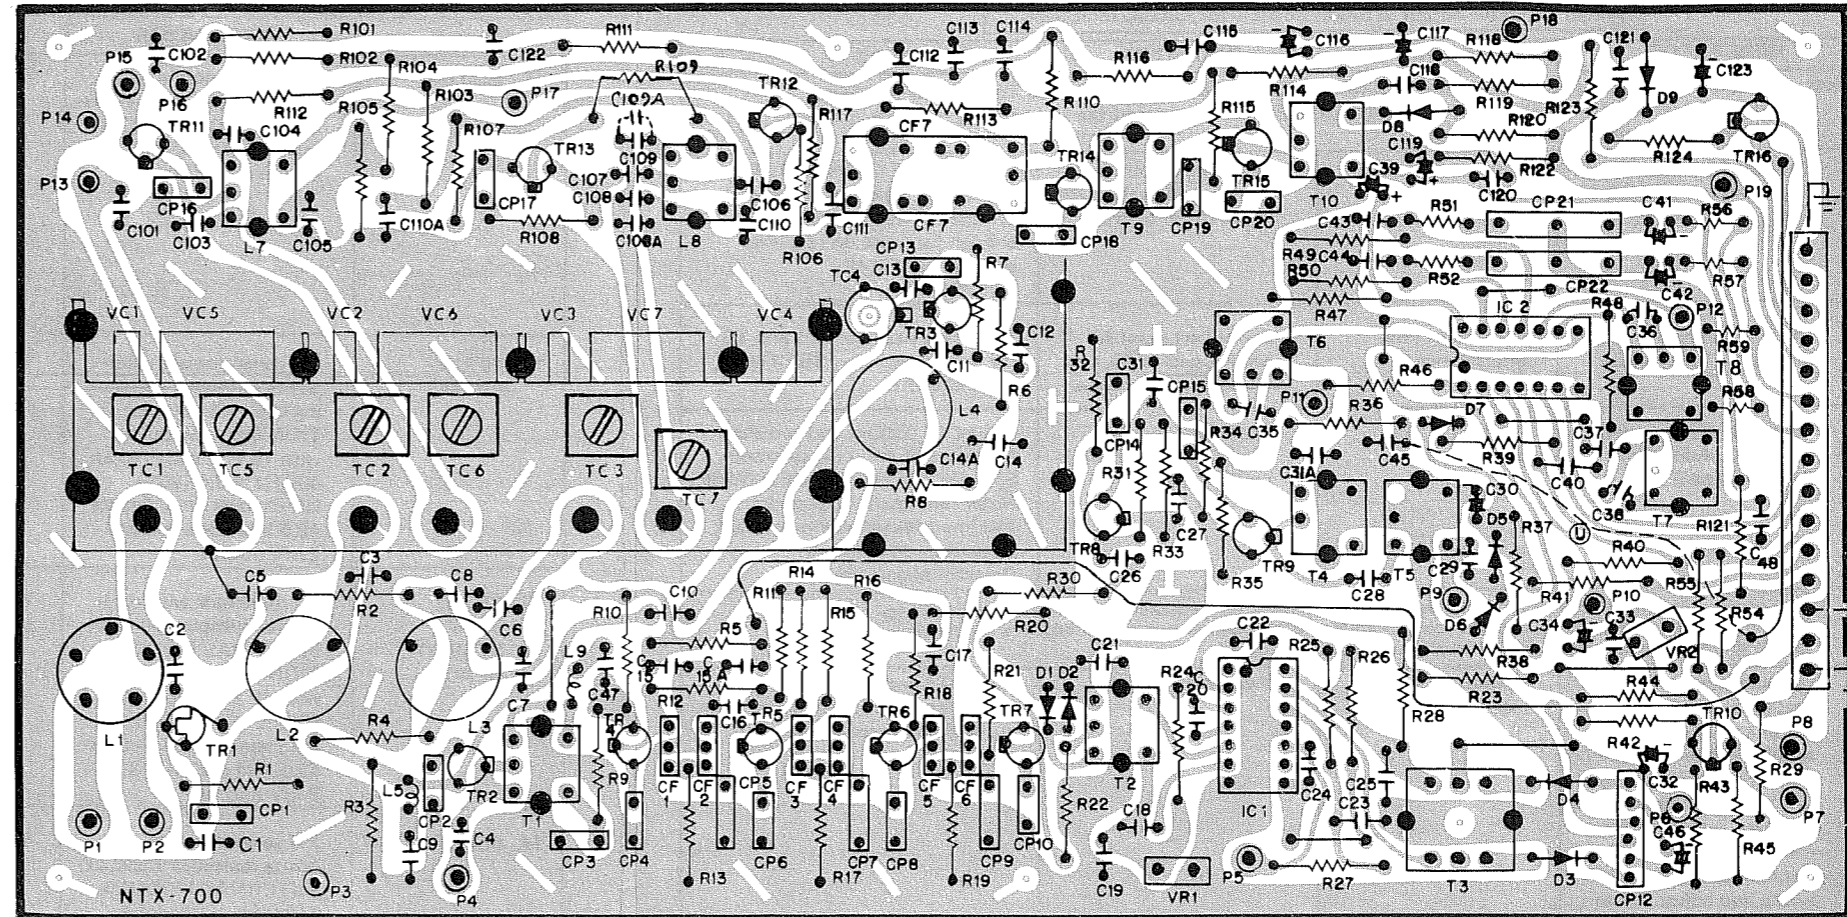 R101 R111 C113 C114 P18
C102 C122 C112 C115 C116 C117 R118 C121
P15 R102 R104 R109 TR12 R116 C118 C123
P16 R112 R105 R103 P17 C109A R117 R113 R110 R115 R114 R119 R123 D9
P14 TR11 C104 R107 TR13 C109 CF7 TR14 D8 R120 R124 TR16
P13 CP16 C107 C108 C106 TR15 C119 C39 R122 C120 P19
C101 C103 L7 C105 C110A CP17 R108 C108A L8 C110 R106 C111 CF7 CP18 T9 CP19 CP20 T10 C43 R51 CP21 C41 R56
CP13 C13 R7 R49 C44 R50 R52 CP22 C42 R57
VC1 VC5 VC2 VC6 VC3 VC7 VC4 TC4 TR3 C12 R47 IC2 R48 C36 P12 R59
C11 R6 R32 C31 T6 R46 T8 R58
L4 CP15 P11 R36 D7
TC1 TC5 TC2 TC6 TC3 TC7 C14A C14 R8 CP14 R31 R34 C35 C31A C45 R39 C37 C40 C38 T7 R121
TR8 R33 C27 C26 R35 TR9 T4 T5 C30 D5 R37 C29 U R40 C48
C3 C5 R2 C8 C6 R10 C10 R11 R14 R15 R16 R30 R20 C28 P9 D6 R41 P10 R55 R54
C2 C7 L9 C47 R5 C15 C15A R12 C16 R18 C17 R21 D1 D2 C21 R24 C20 C22 R25 R26 R28 R38 R23 C34 C33 VR2 R44
L1 TR1 L2 R4 L3 TR4 TR5 TR6 TR7 TR10 P8
R1 L5 TR2 T1 R9 CF1 CF2 CP5 CF3 CF4 CF5 CF6 T2 IC1 C24 C25 R42 C32 R43 R29
CP1 R3 CP2 C4 C9 CP10 R22 C18 C23 D4 P6 C46 P7
P1 P2 C1 CP3 CP4 R13 CP6 R17 CP7 CP8 R19 CP9 C19 VR1 P5 R27 T3 D3 CP12 R45
NTX-700 P3 P4